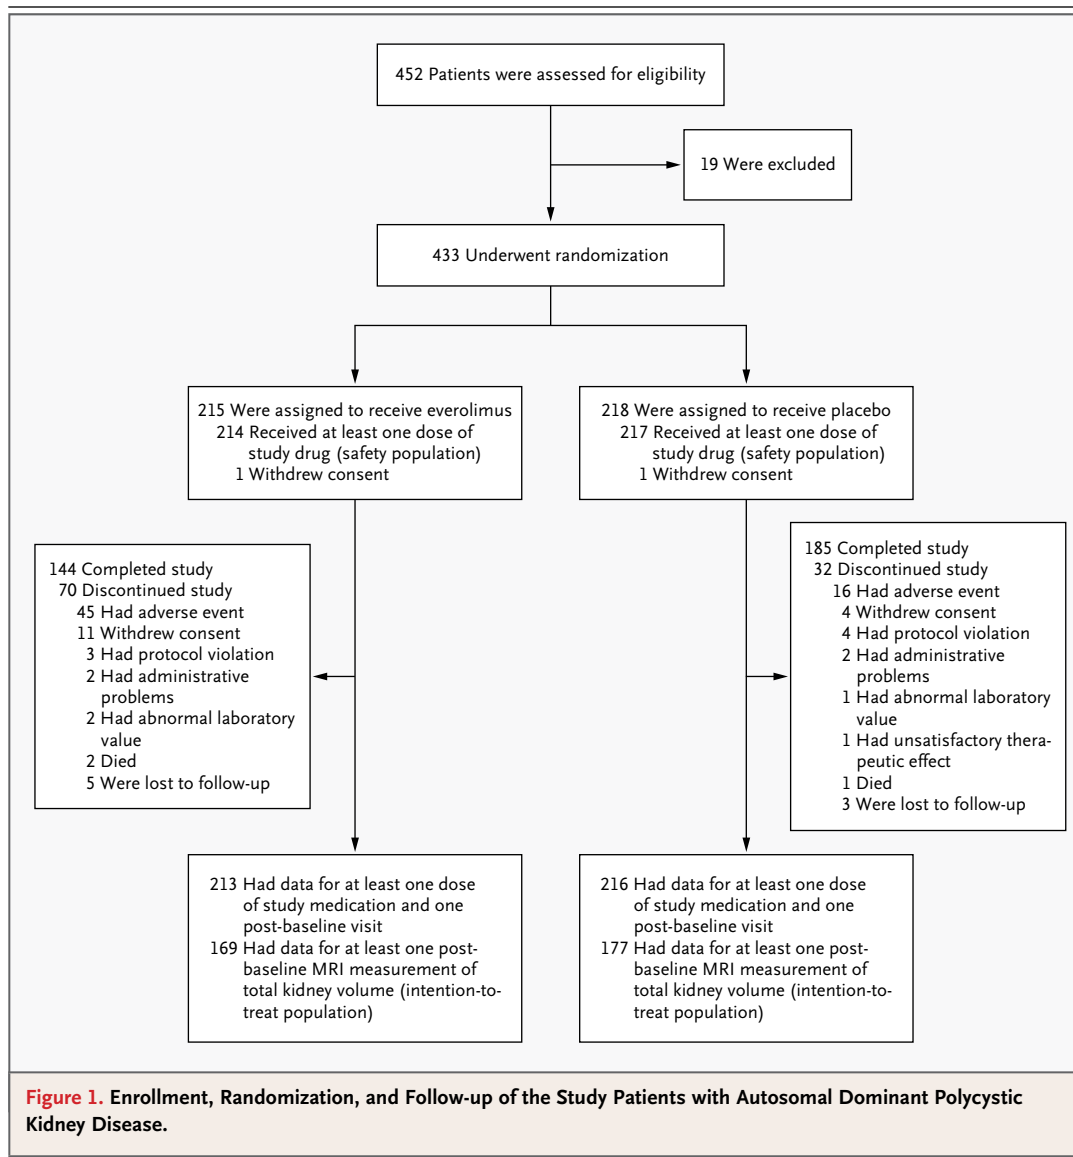 452 Patients were assessed for eligibility
19 Were excluded
433 Underwent randomization
215 Were assigned to receive everolimus
214 Received at least one dose of
study drug (safety population)
1 Withdrew consent
218 Were assigned to receive placebo
217 Received at least one dose of
study drug (safety population)
1 Withdrew consent
144 Completed study
70 Discontinued study
45 Had adverse event
11 Withdrew consent
3 Had protocol violation
2 Had administrative
problems
2 Had abnormal laboratory
value
2 Died
5 Were lost to follow-up
185 Completed study
32 Discontinued study
16 Had adverse event
4 Withdrew consent
4 Had protocol violation
2 Had administrative
problems
1 Had abnormal laboratory
value
1 Had unsatisfactory thera-
peutic effect
1 Died
3 Were lost to follow-up
213 Had data for at least one dose
of study medication and one
post-baseline visit
169 Had data for at least one post-
baseline MRI measurement of
total kidney volume (intention-to-
treat population)
216 Had data for at least one dose
of study medication and one
post-baseline visit
177 Had data for at least one post-
baseline MRI measurement of
total kidney volume (intention-to-
treat population)
Figure 1. Enrollment, Randomization, and Follow-up of the Study Patients with Autosomal Dominant Polycystic
Kidney Disease.